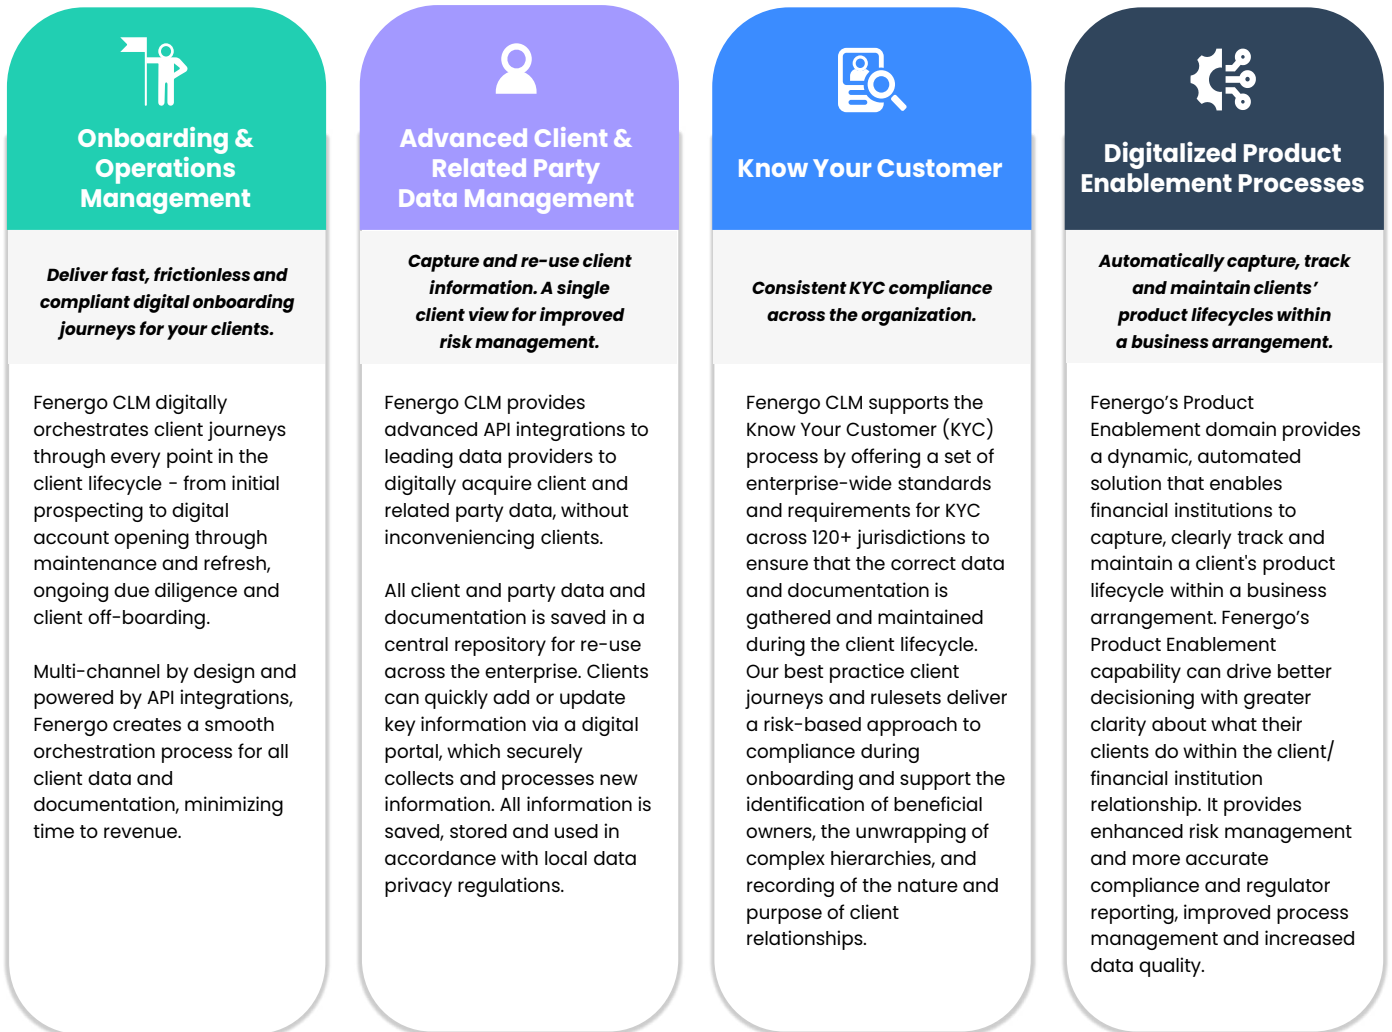 Onboarding &
Operations
Management
Deliver fast, frictionless and
compliant digital onboarding
journeys for your clients.
Fenergo CLM digitally
orchestrates client journeys
through every point in the
client lifecycle - from initial
prospecting to digital
account opening through
maintenance and refresh,
ongoing due diligence and
client off-boarding.
Multi-channel by design and
powered by API integrations,
Fenergo creates a smooth
orchestration process for all
client data and
documentation, minimizing
time to revenue.
Advanced Client &
Related Party
Data Management
Capture and re-use client
information. A single
client view for improved
risk management.
Fenergo CLM provides
advanced API integrations to
leading data providers to
digitally acquire client and
related party data, without
inconveniencing clients.
All client and party data and
documentation is saved in a
central repository for re-use
across the enterprise. Clients
can quickly add or update
key information via a digital
portal, which securely
collects and processes new
information. All information is
saved, stored and used in
accordance with local data
privacy regulations.
Know Your Customer
Consistent KYC compliance
across the organization.
Fenergo CLM supports the
Know Your Customer (KYC)
process by offering a set of
enterprise-wide standards
and requirements for KYC
across 120+ jurisdictions to
ensure that the correct data
and documentation is
gathered and maintained
during the client lifecycle.
Our best practice client
journeys and rulesets deliver
a risk-based approach to
compliance during
onboarding and support the
identification of beneficial
owners, the unwrapping of
complex hierarchies, and
recording of the nature and
purpose of client
relationships.
Digitalized Product
Enablement Processes
Automatically capture, track
and maintain clients’
product lifecycles within
a business arrangement.
Fenergo’s Product
Enablement domain provides
a dynamic, automated
solution that enables
financial institutions to
capture, clearly track and
maintain a client's product
lifecycle within a business
arrangement. Fenergo’s
Product Enablement
capability can drive better
decisioning with greater
clarity about what their
clients do within the client/
financial institution
relationship. It provides
enhanced risk management
and more accurate
compliance and regulator
reporting, improved process
management and increased
data quality.